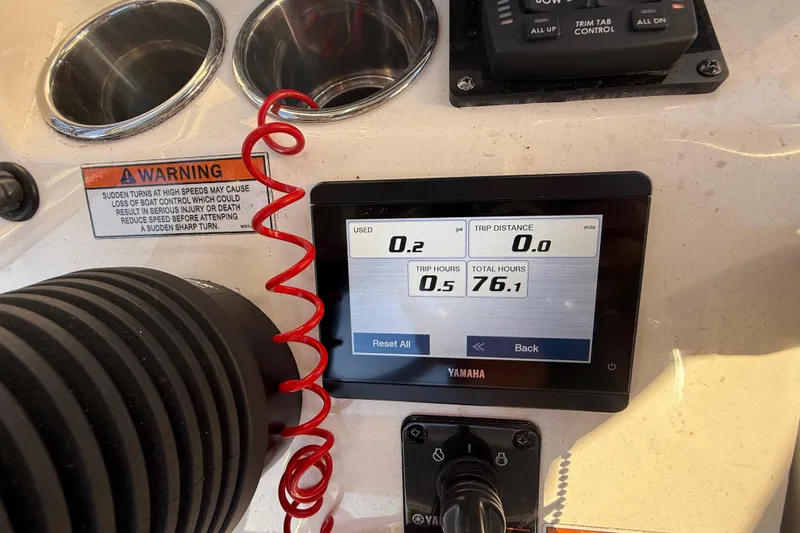 ALL UP
TRIM TAB
CONTROL
ALL DN
WARNING
SUDDEN TURNS AT HIGH SPEEDS MAY CAUSE
LOSS OF BOAT CONTROL WHICH COULD
RESULT IN SERIOUS INJURY OR DEATH
REDUCE SPEED BEFORE ATTENPING
A SUDDEN SHARP TURN.
USED gal TRIP DISTANCE mile
0.2 0.0
TRIP HOURS TOTAL HOURS
0.5 76.1
Reset All Back
YAMAHA
YA